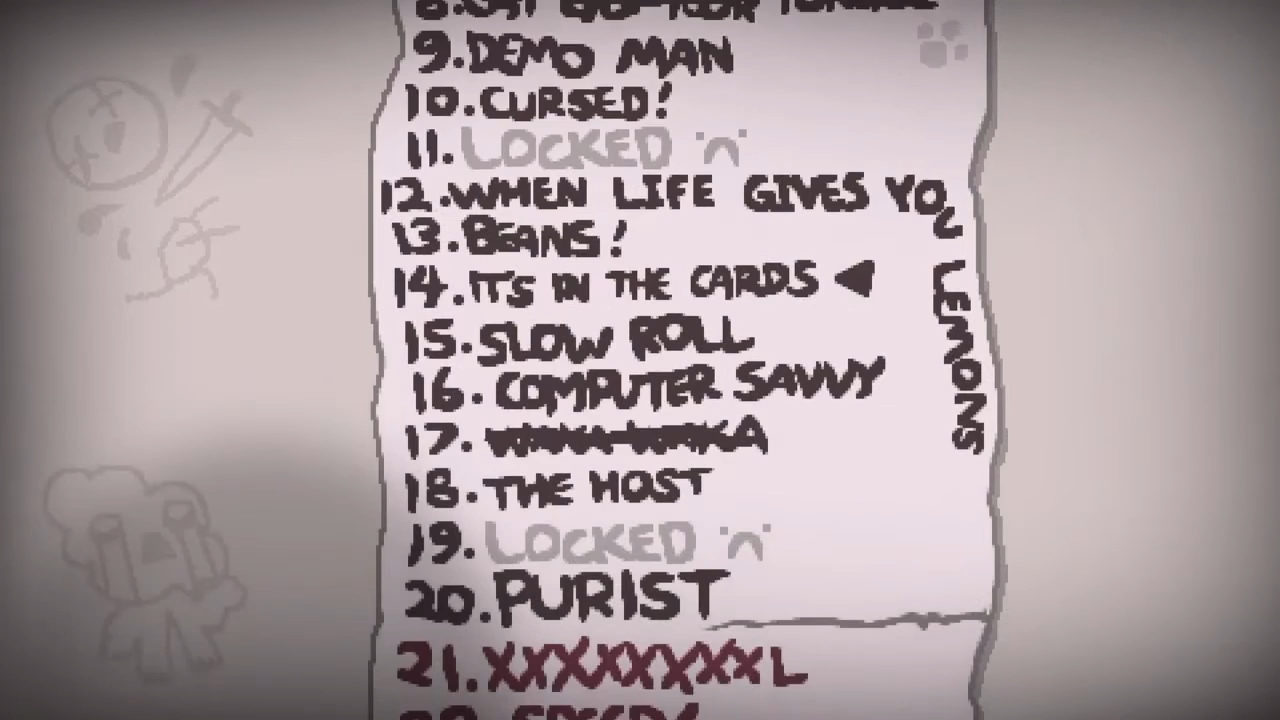 9.DEMO MAN
10.CURSED!
11.LOCKED
12.WHEN LIFE GIVES YOU LEMONS
13.BEANS!
14.IT'S IN THE CARDS
15.SLOW ROLL
16.COMPUTER SAVVY
17.
18.THE HOST
19.LOCKED
20.PURIST
21.XXXXXXXXL